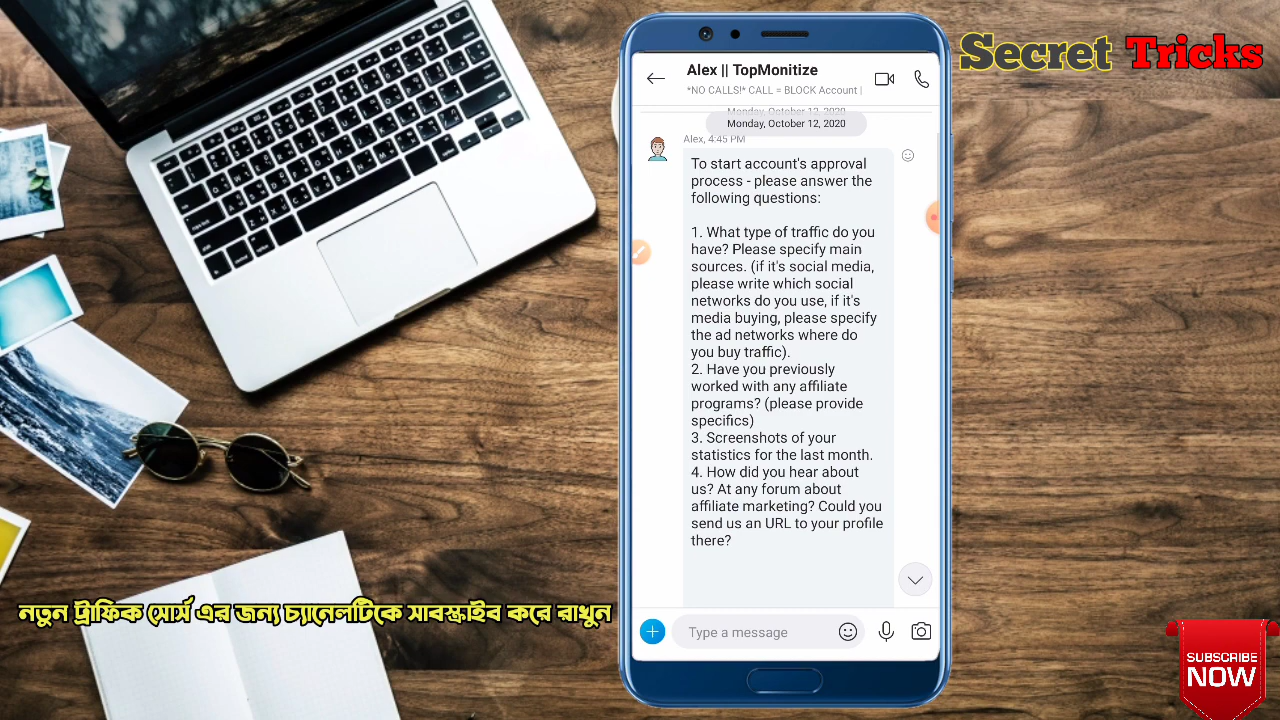 Secret Tricks
Alex || TopMonitize
*NO CALLS!* CALL = BLOCK Account |
Monday, October 12, 2020
Monday, October 12, 2020
Alex, 4:45 PM
To start account's approval
process - please answer the
following questions:
1. What type of traffic do you
have? Please specify main
sources. (if it's social media,
please write which social
networks do you use, if it's
media buying, please specify
the ad networks where do
you buy traffic).
2. Have you previously
worked with any affiliate
programs? (please provide
specifics)
3. Screenshots of your
statistics for the last month.
4. How did you hear about
us? At any forum about
affiliate marketing? Could you
send us an URL to your profile
there?
Type a message
নতুন ট্রাফিক সোর্স এর জন্য চ্যানেলটিকে সাবস্ক্রাইব করে রাখুন
SUBSCRIBE
NOW